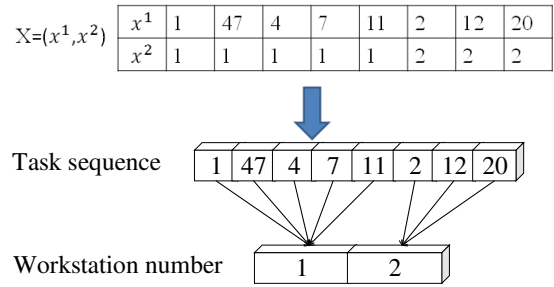 X=(x¹,x²)
x¹ 1 47 4 7 11 2 12 20
x² 1 1 1 1 1 2 2 2
Task sequence 1 47 4 7 11 2 12 20
Workstation number 1 2